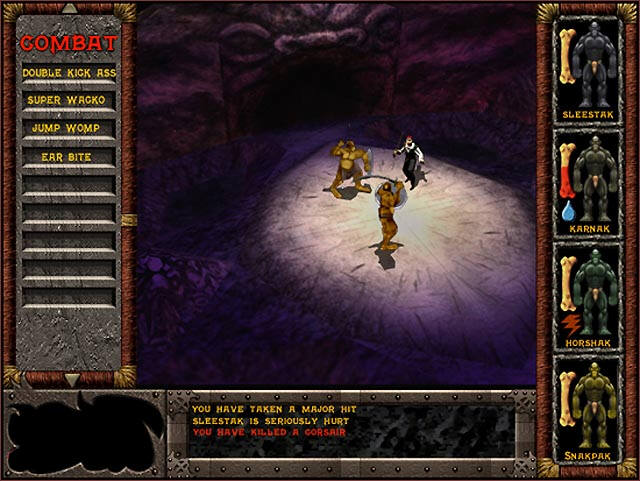 COMBAT
DOUBLE KICK ASS
SUPER WACKO
JUMP WOMP
EAR BITE
YOU HAVE TAKEN A MAJOR HIT
SLEESTAK IS SERIOUSLY HURT
YOU HAVE KILLED A CORSAIR
SLEESTAK
KARNAK
HORSHAK
SNAKPAK